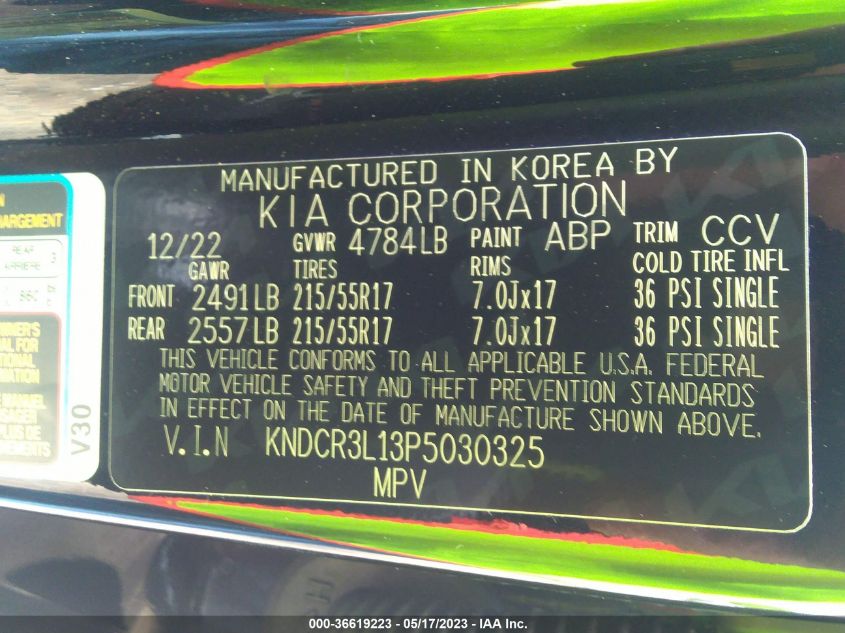 MANUFACTURED IN KOREA BY
KIA CORPORATION
12/22 GVWR 4784LB PAINT ABP TRIM CCV
GAWR TIRES RIMS COLD TIRE INFL
FRONT 2491LB 215/55R17 7.0Jx17 36 PSI SINGLE
REAR 2557LB 215/55R17 7.0Jx17 36 PSI SINGLE
THIS VEHICLE CONFORMS TO ALL APPLICABLE U.S.A. FEDERAL
MOTOR VEHICLE SAFETY AND THEFT PREVENTION STANDARDS
IN EFFECT ON THE DATE OF MANUFACTURE SHOWN ABOVE.
V.I.N KNDCR3L13P5030325
MPV
REAR
V30
000-36619223 - 05/17/2023 - IAA Inc.